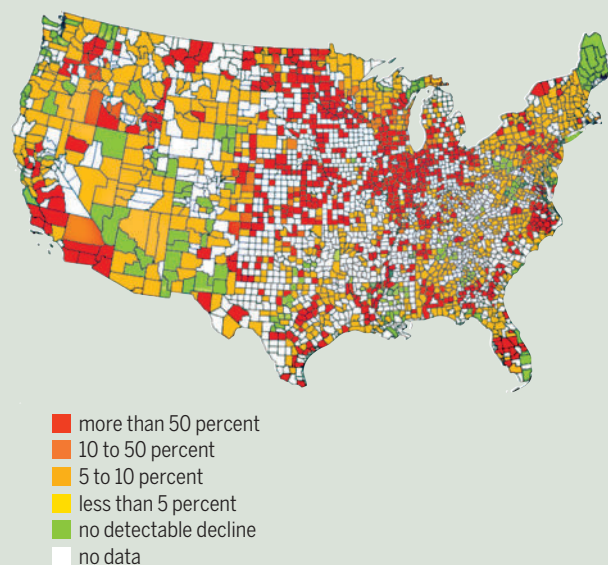 more than 50 percent
10 to 50 percent
5 to 10 percent
less than 5 percent
no detectable decline
no data